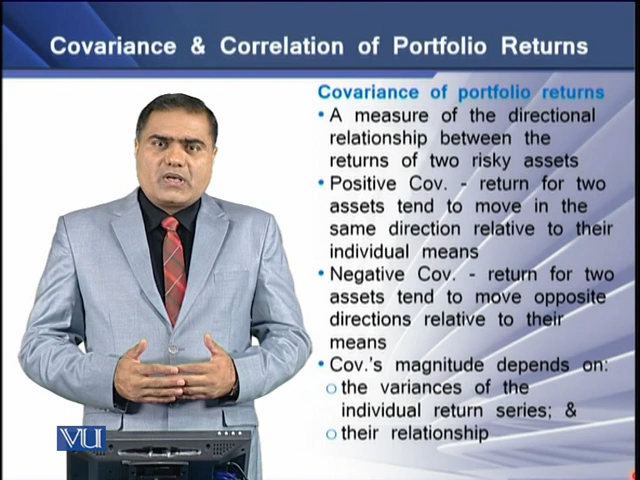 Covariance & Correlation of Portfolio Returns
Covariance of portfolio returns
• A measure of the directional
relationship between the
returns of two risky assets
• Positive Cov. - return for two
assets tend to move in the
same direction relative to their
individual means
• Negative Cov. - return for two
assets tend to move opposite
directions relative to their
means
• Cov.'s magnitude depends on:
o the variances of the
individual return series; &
o their relationship
VU